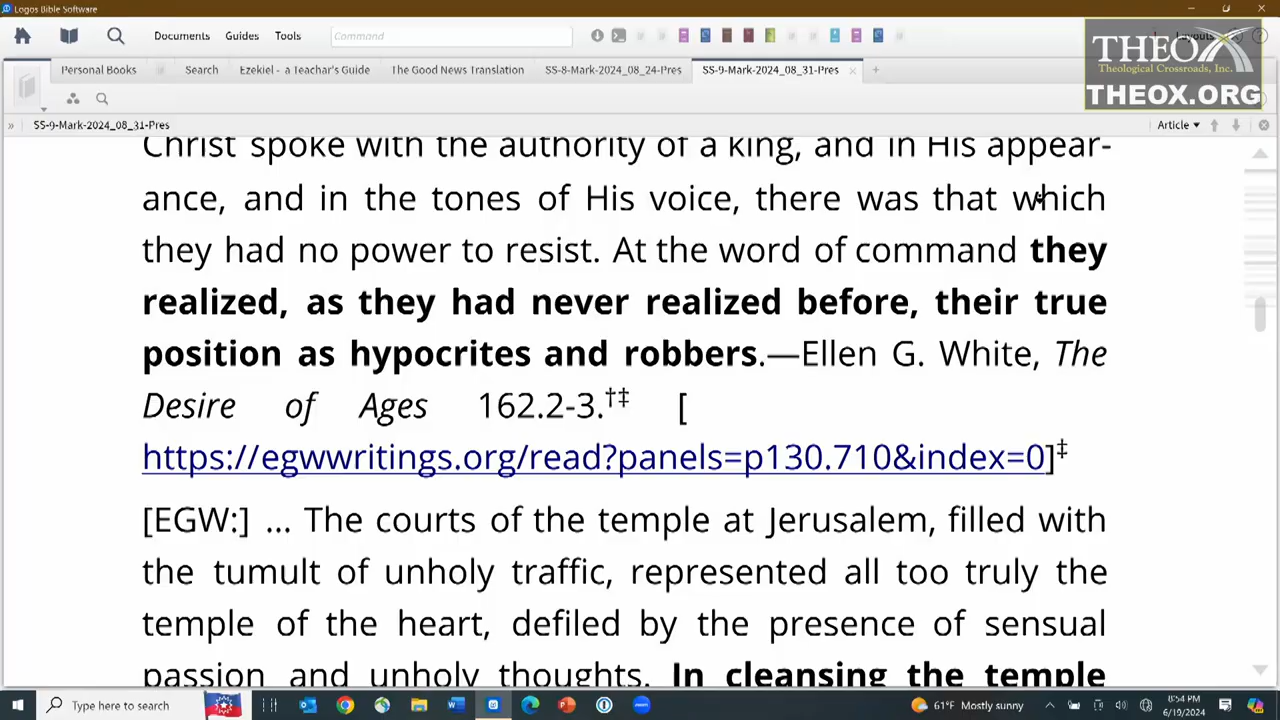 Logos Bible Software
Documents Guides Tools Command
THEOX
Theological Crossroads, Inc.
THEOX.ORG
Personal Books Search Ezekiel - a Teacher's Guide SS-8-Mark-2024_08_24-Pres SS-9-Mark-2024_08_31-Pres
SS-9-Mark-2024_08_31-Pres Article
Christ spoke with the authority of a king, and in His appear-
ance, and in the tones of His voice, there was that which
they had no power to resist. At the word of command they
realized, as they had never realized before, their true
position as hypocrites and robbers.—Ellen G. White, The
Desire of Ages 162.2-3.†‡ [
https://egwwritings.org/read?panels=p130.710&index=0]‡
[EGW:] ... The courts of the temple at Jerusalem, filled with
the tumult of unholy traffic, represented all too truly the
temple of the heart, defiled by the presence of sensual
passion and unholy thoughts. In cleansing the temple
Type here to search 61°F Mostly sunny 8:54 PM
6/19/2024